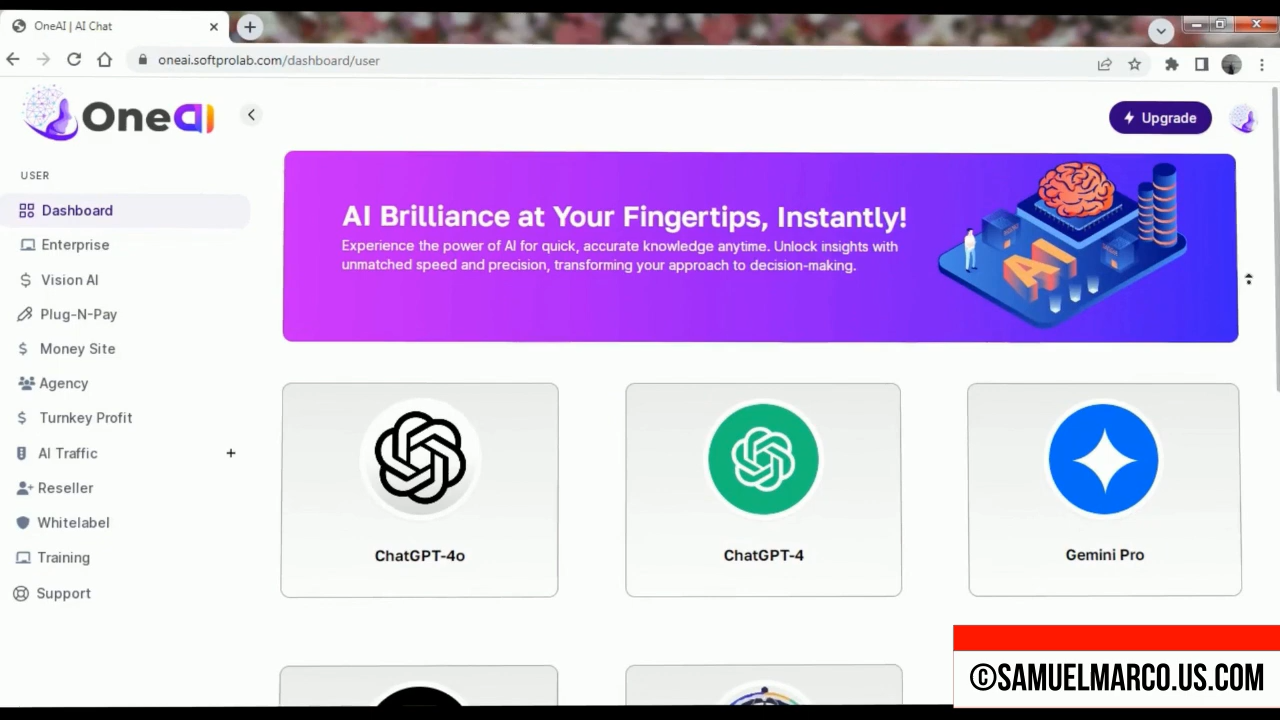 OneAI | AI Chat
oneai.softprolab.com/dashboard/user
OneAI
Upgrade
USER
Dashboard
Enterprise
Vision AI
Plug-N-Pay
Money Site
Agency
Turnkey Profit
AI Traffic
Reseller
Whitelabel
Training
Support
AI Brilliance at Your Fingertips, Instantly!
Experience the power of AI for quick, accurate knowledge anytime. Unlock insights with
unmatched speed and precision, transforming your approach to decision-making.
AI
ChatGPT-4o
ChatGPT-4
Gemini Pro
©SAMUELMARCO.US.COM